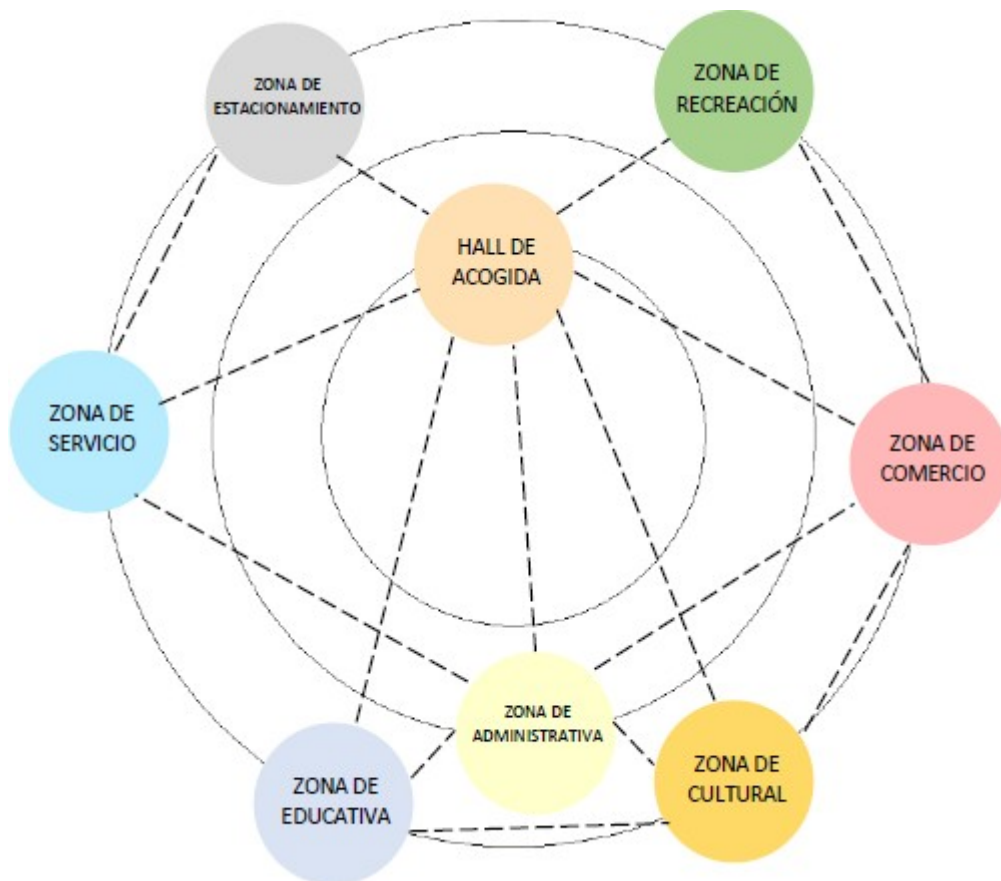 ZONA DE
ESTACIONAMIENTO
ZONA DE
RECREACIÓN
HALL DE
ACOGIDA
ZONA DE
SERVICIO
ZONA DE
COMERCIO
ZONA DE
ADMINISTRATIVA
ZONA DE
EDUCATIVA
ZONA DE
CULTURAL